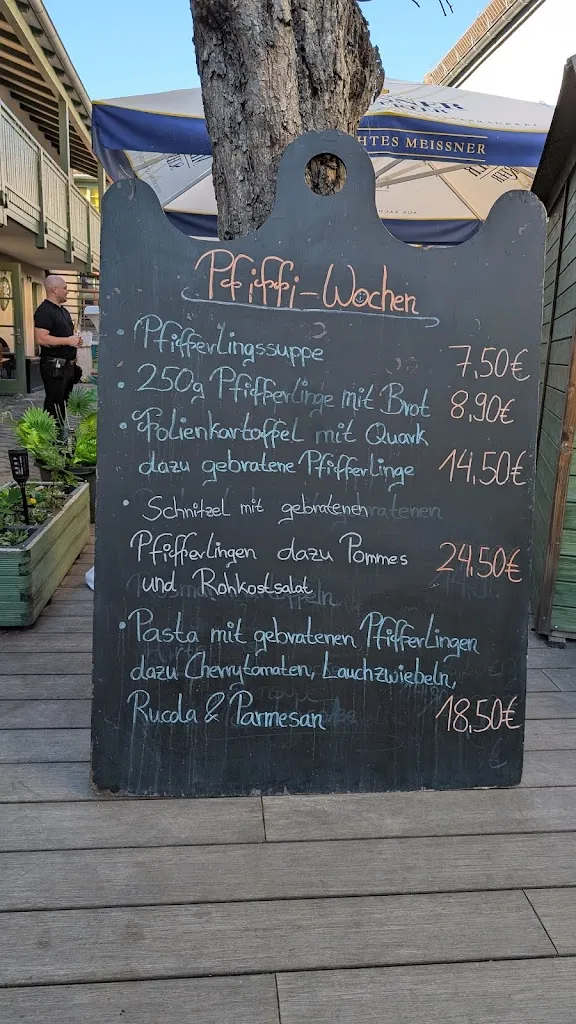 HTES MEISSNER
Pfiffi-Wochen
• Pfifferlingssuppe 7,50€
• 250g Pfifferlinge mit Brot 8,90€
• Folienkartoffel mit Quark
dazu gebratene Pfifferlinge 14,50€
• Schnitzel mit gebratenen
Pfifferlingen dazu Pommes 24,50€
und Rohkostsalat
• Pasta mit gebratenen Pfifferlingen
dazu Cherrytomaten, Lauchzwiebeln,
Rucola & Parmesan 18,50€